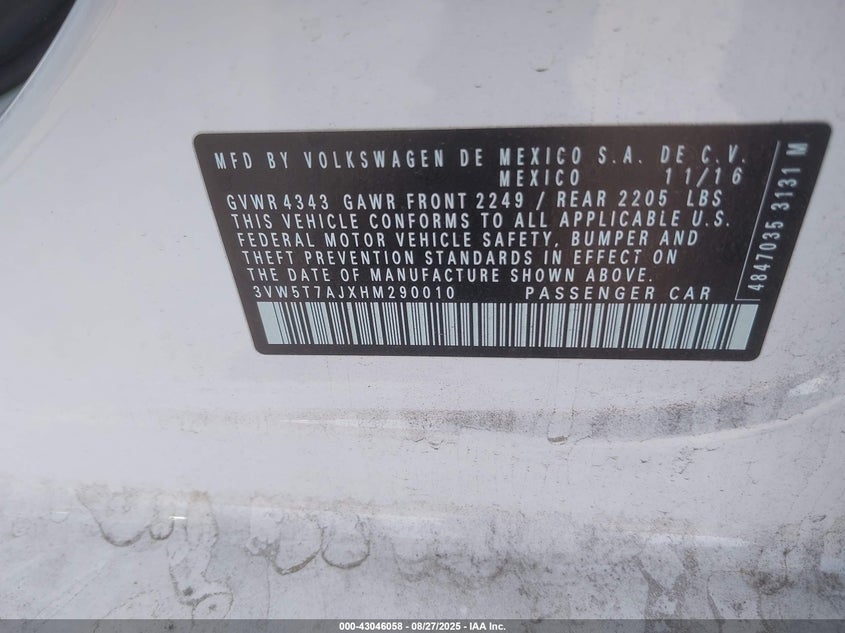 MFD BY VOLKSWAGEN DE MEXICO S.A. DE C.V.
MEXICO 11/16
GVWR 4343 GAWR FRONT 2249 / REAR 2205 LBS
THIS VEHICLE CONFORMS TO ALL APPLICABLE U.S.
FEDERAL MOTOR VEHICLE SAFETY, BUMPER AND
THEFT PREVENTION STANDARDS IN EFFECT ON
THE DATE OF MANUFACTURE SHOWN ABOVE.
3VW5T7AJXHM290010 PASSENGER CAR
4847035 3131 M
000-43046058 - 08/27/2025 - IAA Inc.